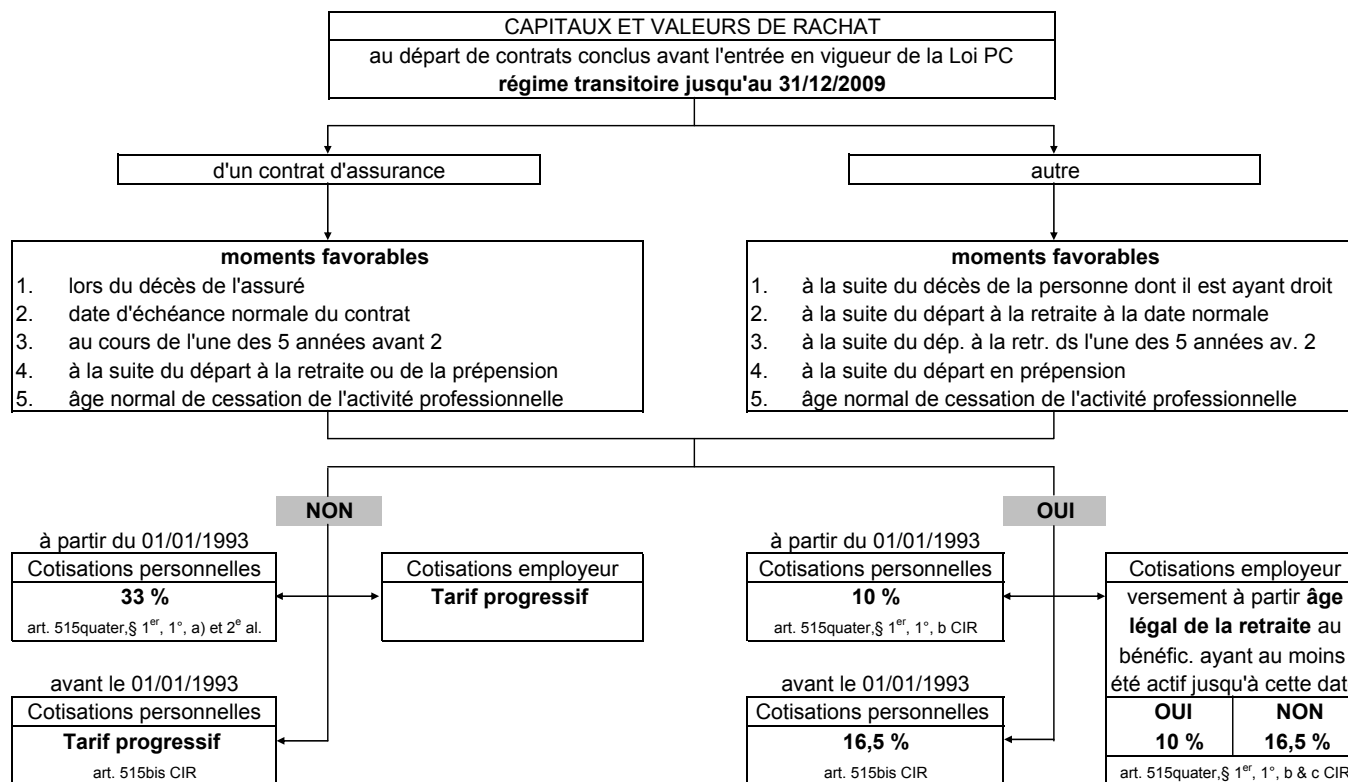 CAPITAUX ET VALEURS DE RACHAT
au départ de contrats conclus avant l'entrée en vigueur de la Loi PC
régime transitoire jusqu'au 31/12/2009
d'un contrat d'assurance
autre
moments favorables
1. lors du décès de l'assuré
2. date d'échéance normale du contrat
3. au cours de l'une des 5 années avant 2
4. à la suite du départ à la retraite ou de la prépension
5. âge normal de cessation de l'activité professionnelle
moments favorables
1. à la suite du décès de la personne dont il est ayant droit
2. à la suite du départ à la retraite à la date normale
3. à la suite du dép. à la retr. ds l'une des 5 années av. 2
4. à la suite du départ en prépension
5. âge normal de cessation de l'activité professionnelle
NON
à partir du 01/01/1993
Cotisations personnelles
33 %
art. 515quater,§ 1er, 1°, a) et 2e al.
Cotisations employeur
Tarif progressif
avant le 01/01/1993
Cotisations personnelles
Tarif progressif
art. 515bis CIR
OUI
à partir du 01/01/1993
Cotisations personnelles
10 %
art. 515quater,§ 1er, 1°, b CIR
avant le 01/01/1993
Cotisations personnelles
16,5 %
art. 515bis CIR
Cotisations employeur
versement à partir âge
légal de la retraite au
bénéfic. ayant au moins
été actif jusqu'à cette dat
OUI NON
10 % 16,5 %
art. 515quater,§ 1er, 1°, b & c CIR